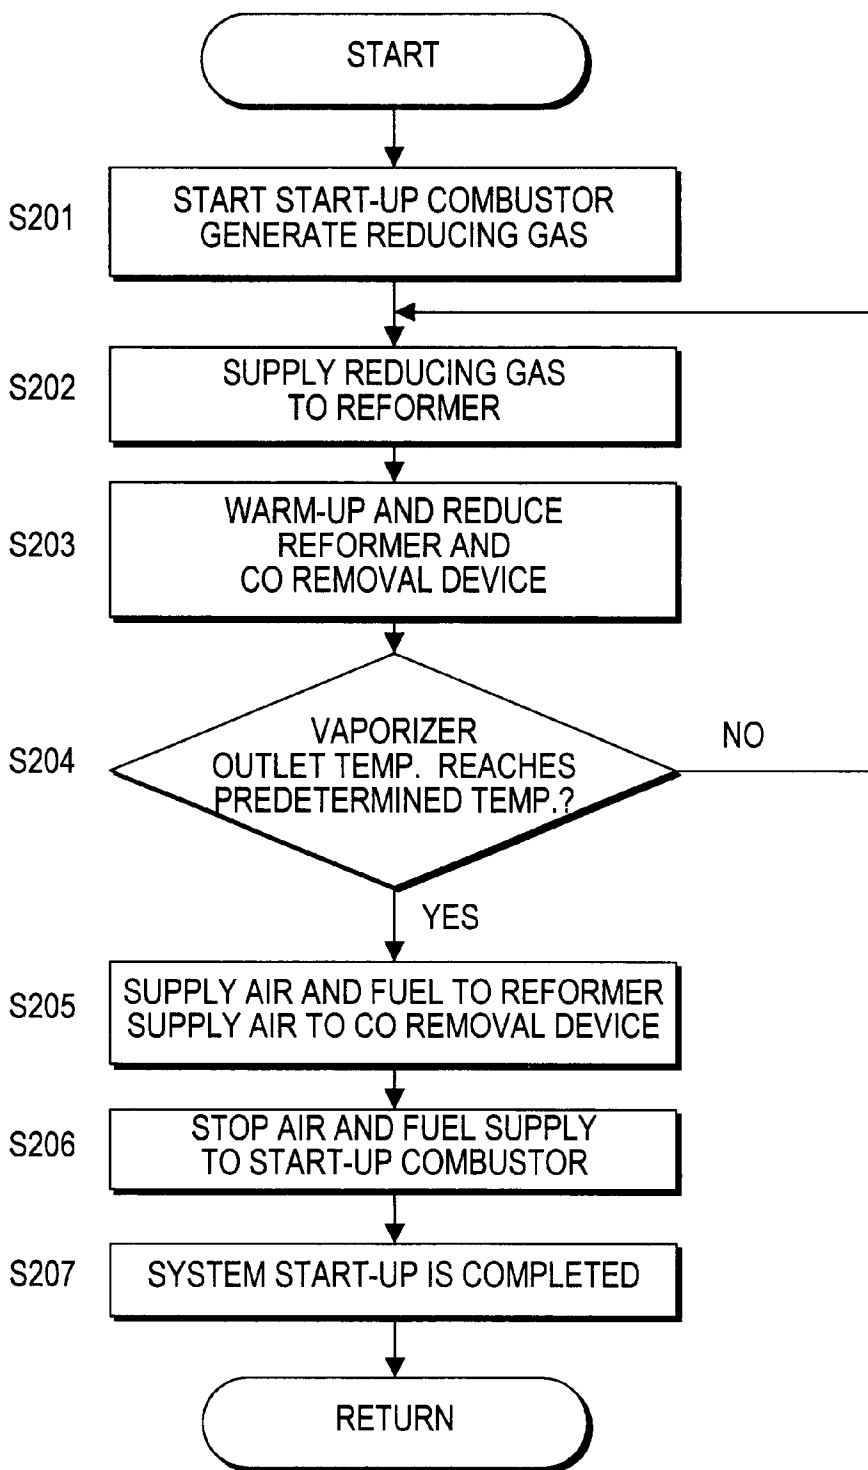 START
S201
START START-UP COMBUSTOR
GENERATE REDUCING GAS
S202
SUPPLY REDUCING GAS
TO REFORMER
S203
WARM-UP AND REDUCE
REFORMER AND
CO REMOVAL DEVICE
S204
VAPORIZER
OUTLET TEMP. REACHES
PREDETERMINED TEMP.?
NO
YES
S205
SUPPLY AIR AND FUEL TO REFORMER
SUPPLY AIR TO CO REMOVAL DEVICE
S206
STOP AIR AND FUEL SUPPLY
TO START-UP COMBUSTOR
S207
SYSTEM START-UP IS COMPLETED
RETURN